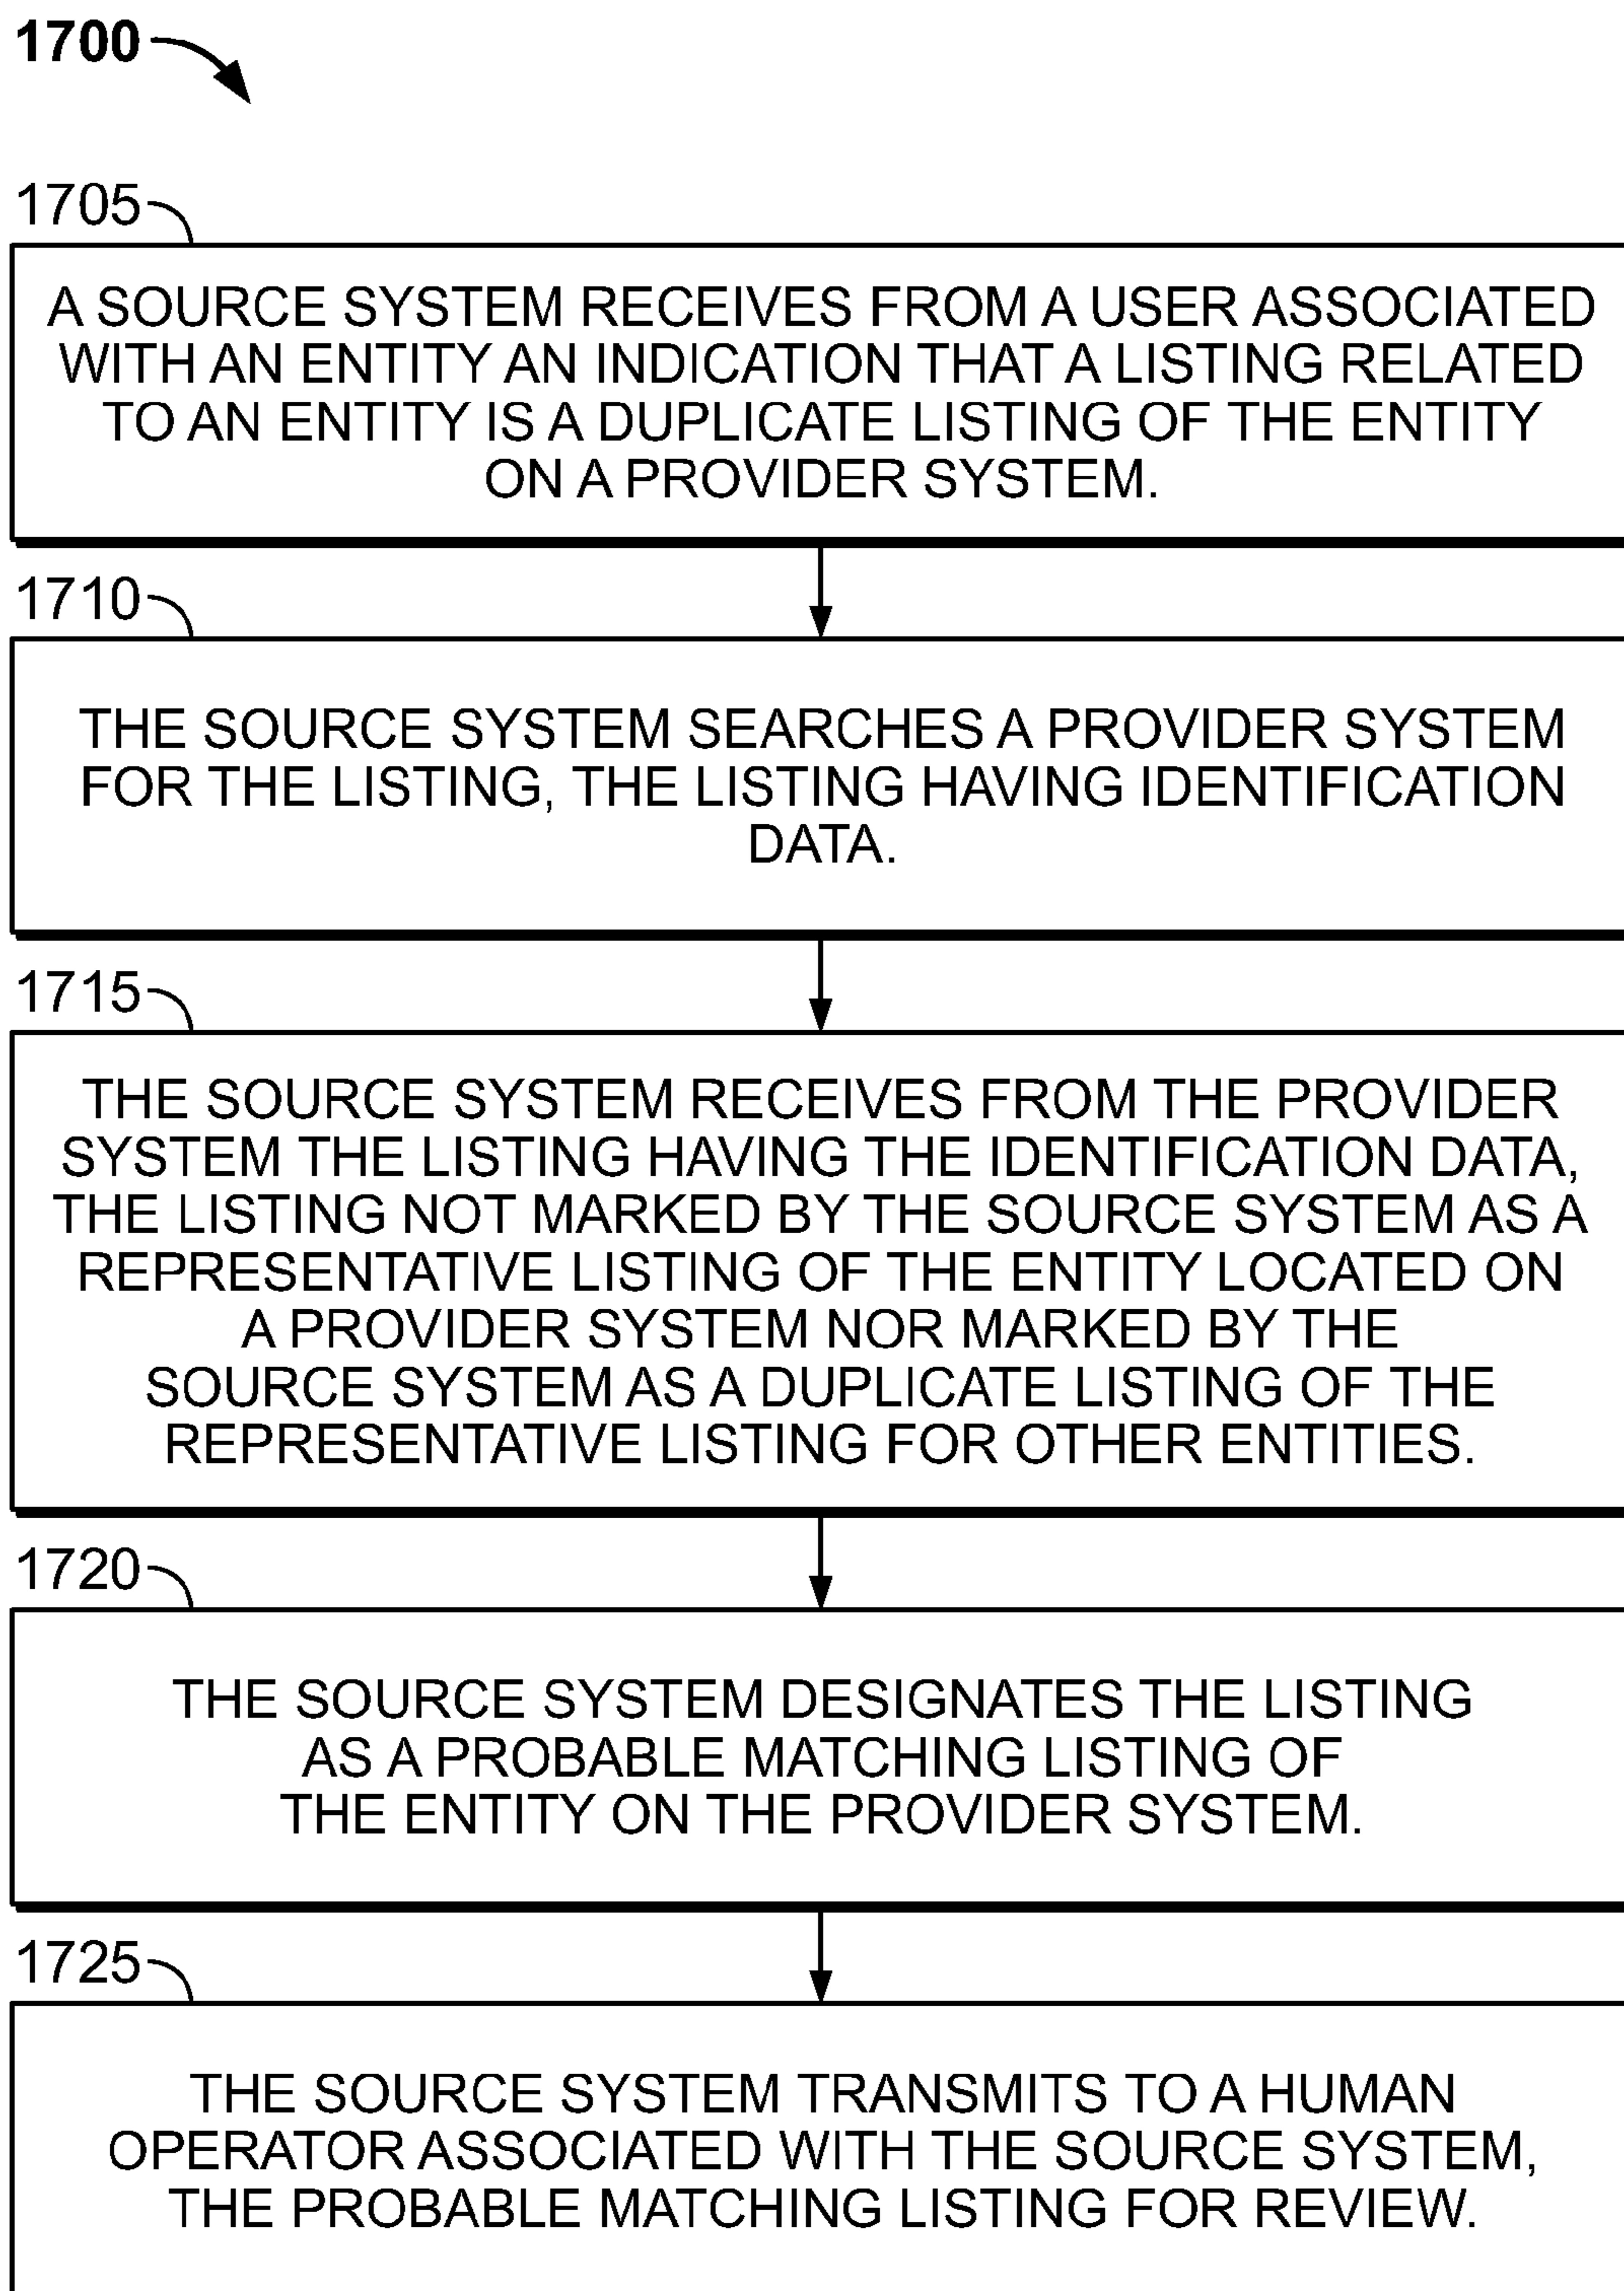 1700
1705
A SOURCE SYSTEM RECEIVES FROM A USER ASSOCIATED
WITH AN ENTITY AN INDICATION THAT A LISTING RELATED
TO AN ENTITY IS A DUPLICATE LISTING OF THE ENTITY
ON A PROVIDER SYSTEM.
1710
THE SOURCE SYSTEM SEARCHES A PROVIDER SYSTEM
FOR THE LISTING, THE LISTING HAVING IDENTIFICATION
DATA.
1715
THE SOURCE SYSTEM RECEIVES FROM THE PROVIDER
SYSTEM THE LISTING HAVING THE IDENTIFICATION DATA,
THE LISTING NOT MARKED BY THE SOURCE SYSTEM AS A
REPRESENTATIVE LISTING OF THE ENTITY LOCATED ON
A PROVIDER SYSTEM NOR MARKED BY THE
SOURCE SYSTEM AS A DUPLICATE LISTING OF THE
REPRESENTATIVE LISTING FOR OTHER ENTITIES.
1720
THE SOURCE SYSTEM DESIGNATES THE LISTING
AS A PROBABLE MATCHING LISTING OF
THE ENTITY ON THE PROVIDER SYSTEM.
1725
THE SOURCE SYSTEM TRANSMITS TO A HUMAN
OPERATOR ASSOCIATED WITH THE SOURCE SYSTEM,
THE PROBABLE MATCHING LISTING FOR REVIEW.